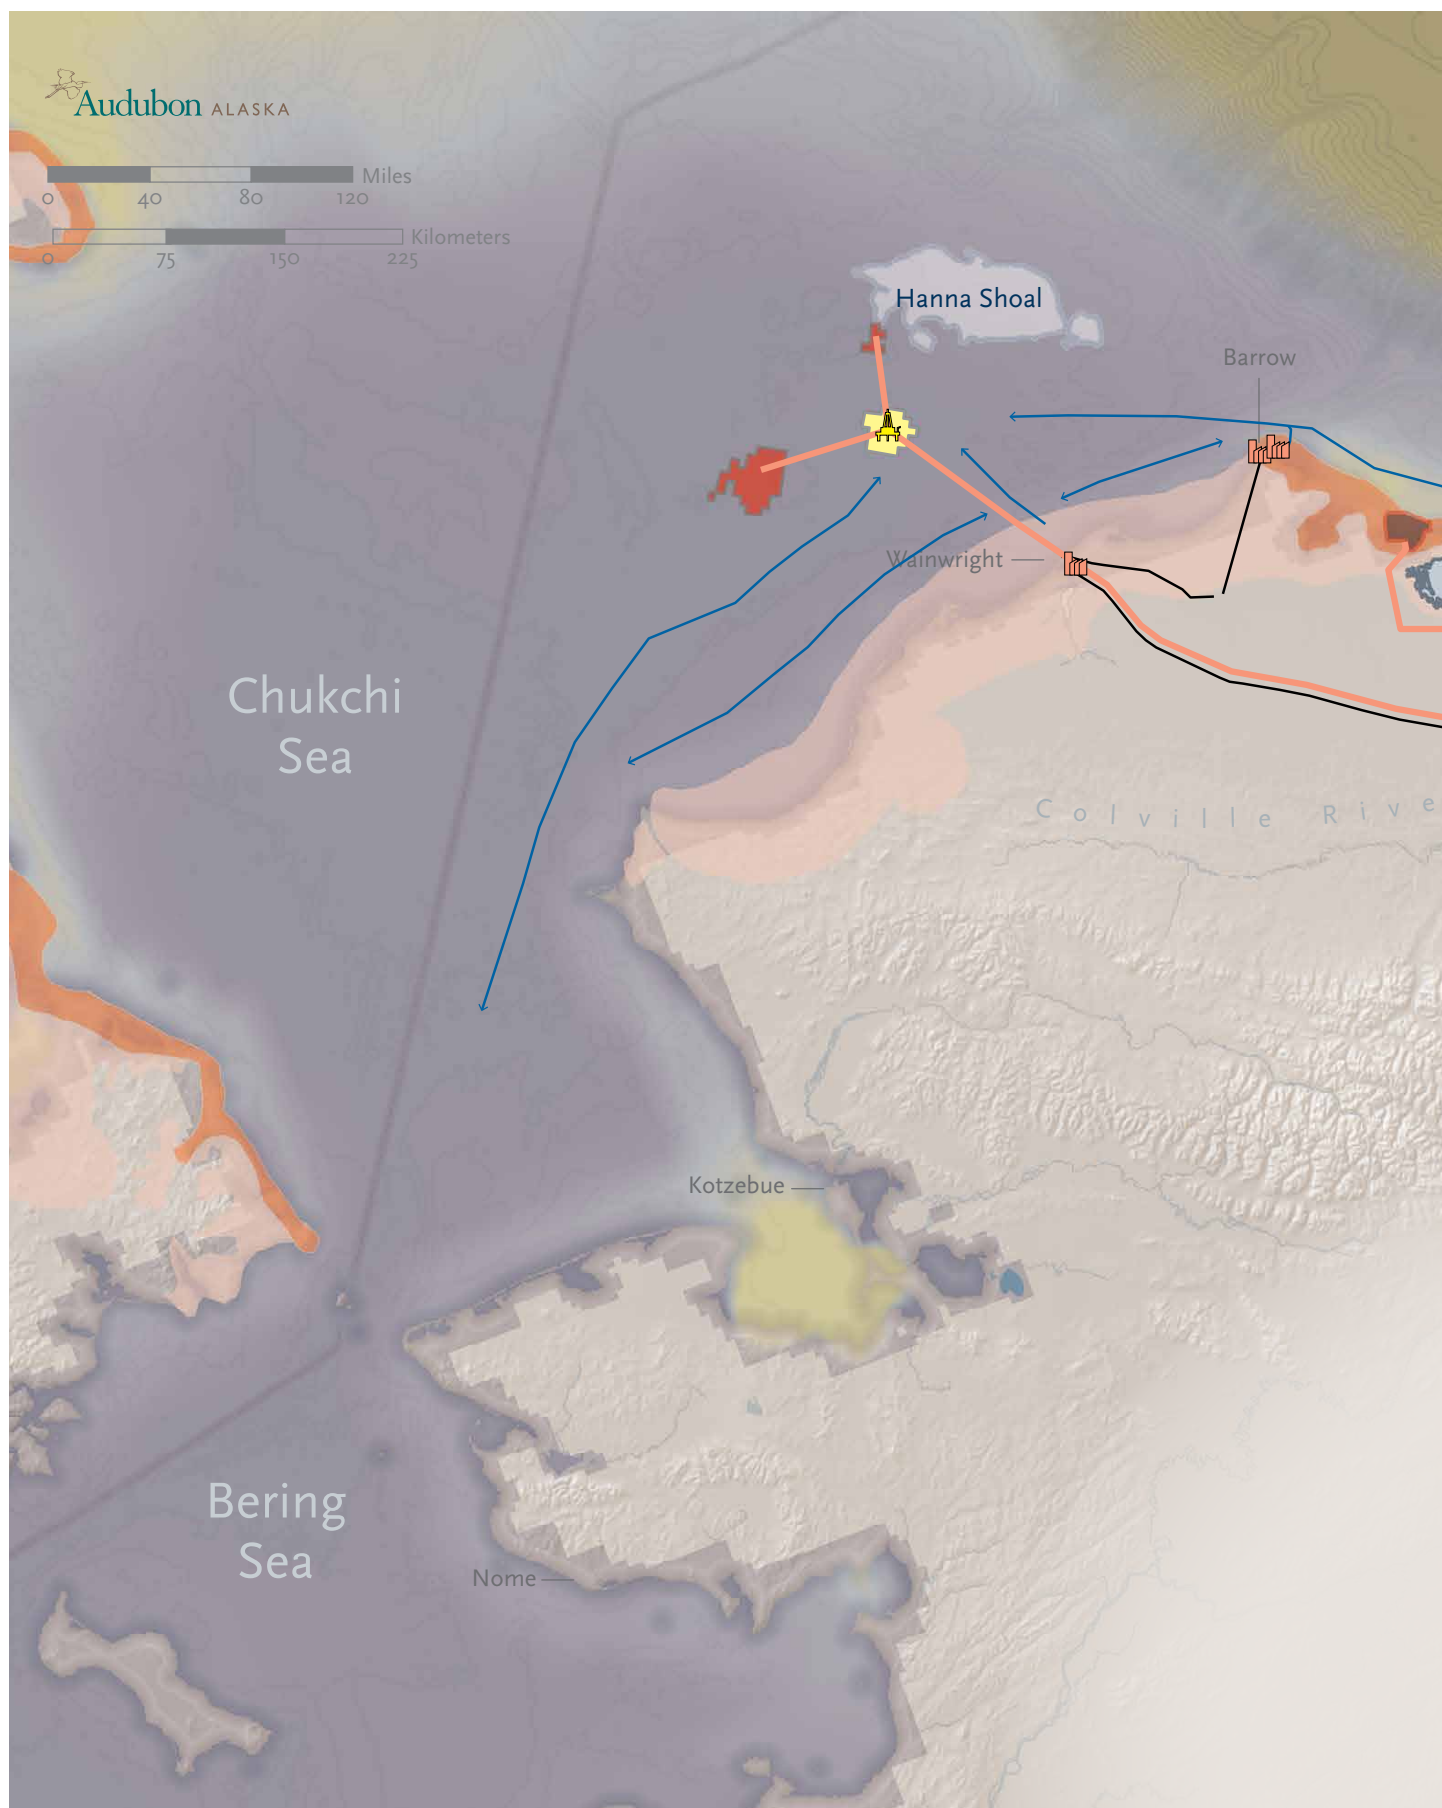 Audubon ALASKA
Miles
0 40 80 120
Kilometers
0 75 150 225
Hanna Shoal
Barrow
Wainwright
Chukchi
Sea
Colville Rive
Kotzebue
Bering
Sea
Nome